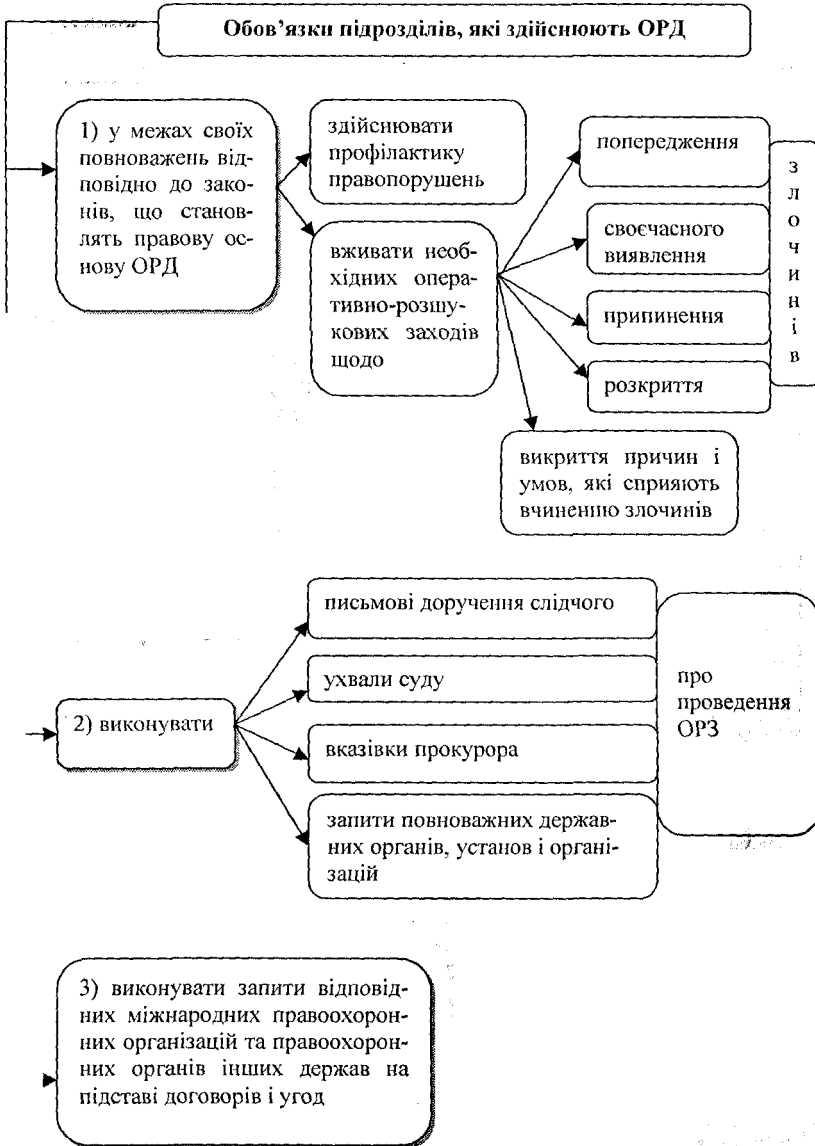 Обов’язки підрозділів, які здійснюють ОРД
1) у межах своїх
повноважень від-
повідно до зако-
нів, що станов-
лять правову ос-
нову ОРД
здійснювати
профілактику
правопорушень
вживати необ-
хідних опера-
тивно-розшу-
кових заходів
щодо
попередження
своєчасного
виявлення
припинення
розкриття
з
л
о
ч
и
н
і
в
викриття причин і
умов, які сприяють
вчиненню злочинів
2) виконувати
письмові доручення слідчого
ухвали суду
вказівки прокурора
запити повноважних держав-
них органів, установ і органі-
зацій
про
проведення
ОРЗ
3) виконувати запити відповід-
них міжнародних правоохорон-
них організацій та правоохорон-
них органів інших держав на
підставі договорів і угод